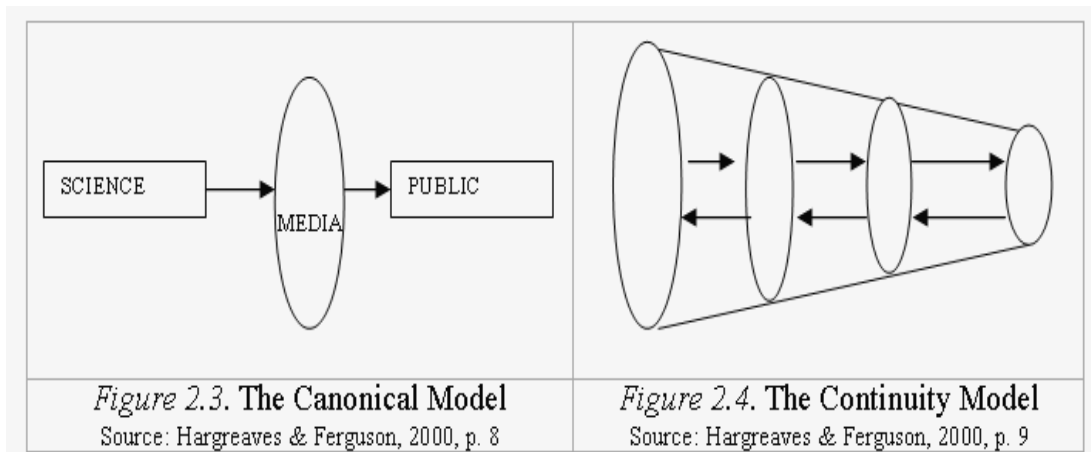 SCIENCE
MEDIA
PUBLIC
Figure 2.3. The Canonical Model
Source: Hargreaves & Ferguson, 2000, p. 8
Figure 2.4. The Continuity Model
Source: Hargreaves & Ferguson, 2000, p. 9